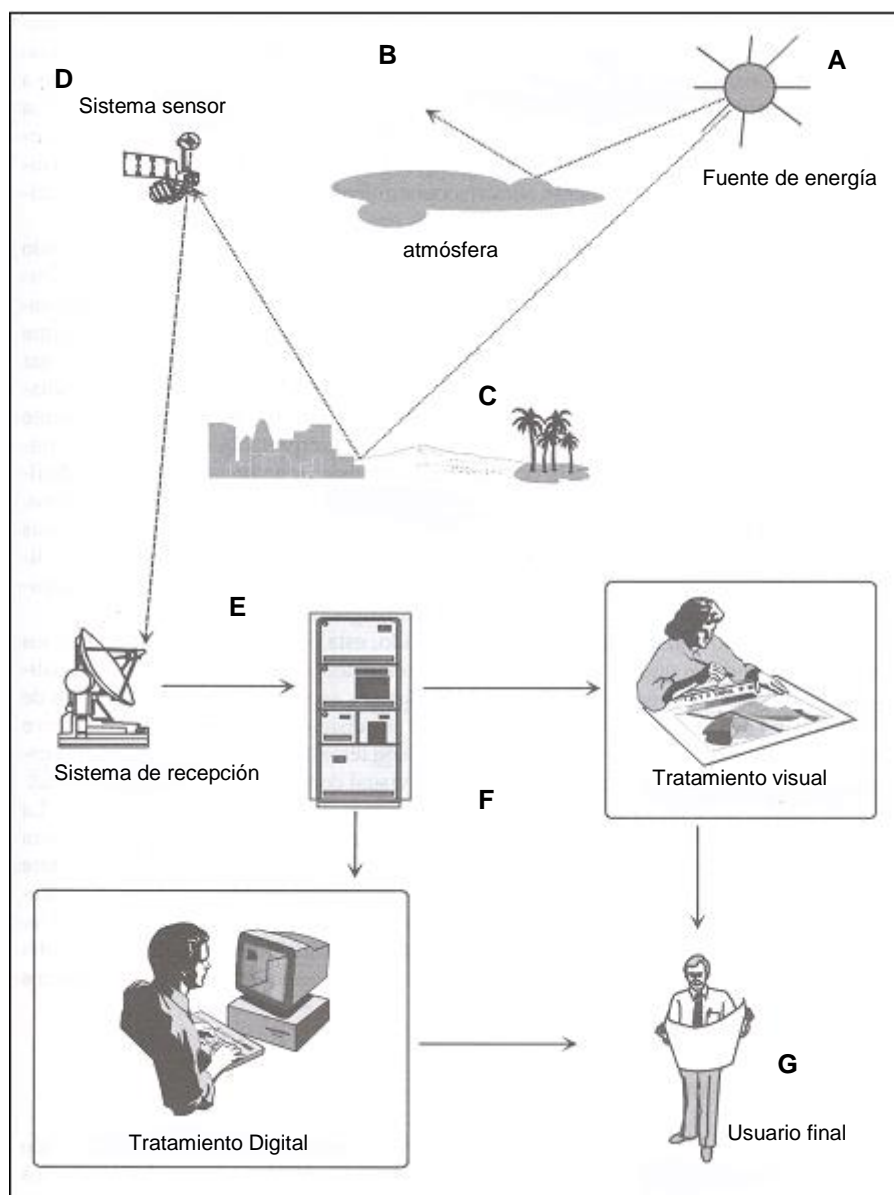 B
A
D
Sistema sensor
Fuente de energía
atmósfera
C
E
Sistema de recepción
Tratamiento visual
F
Tratamiento Digital
G
Usuario final